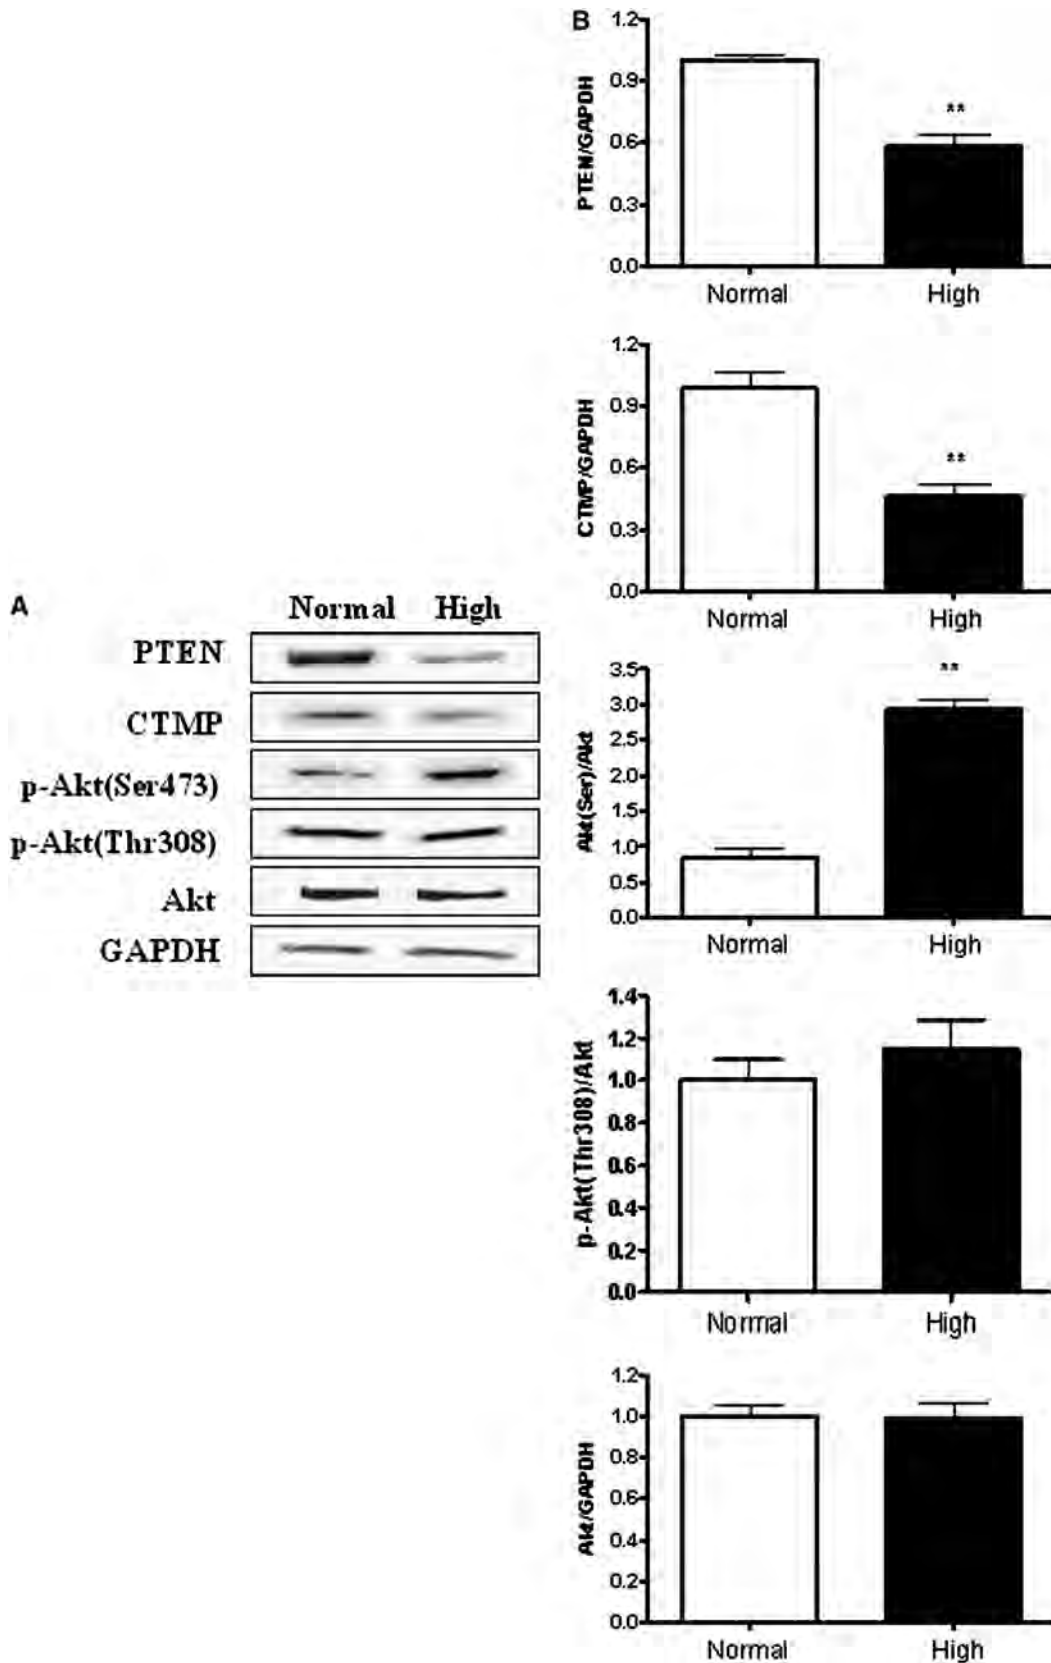 A
Normal High
PTEN
CTMP
p-Akt(Ser473)
p-Akt(Thr308)
Akt
GAPDH
B
PTEN/GAPDH
1.2
0.9
0.6
0.3
0.0
**
Normal High
CTMP/GAPDH
1.2
0.9
0.6
0.3
0.0
**
Normal High
Akt(Ser)/Akt
3.5
3.0
2.5
2.0
1.5
1.0
0.5
0.0
**
Normal High
p-Akt(Thr308)/Akt
1.4
1.2
1.0
0.8
0.6
0.4
0.2
0.0
Normal High
Akt/GAPDH
1.2
1.0
0.8
0.6
0.4
0.2
0.0
Normal High